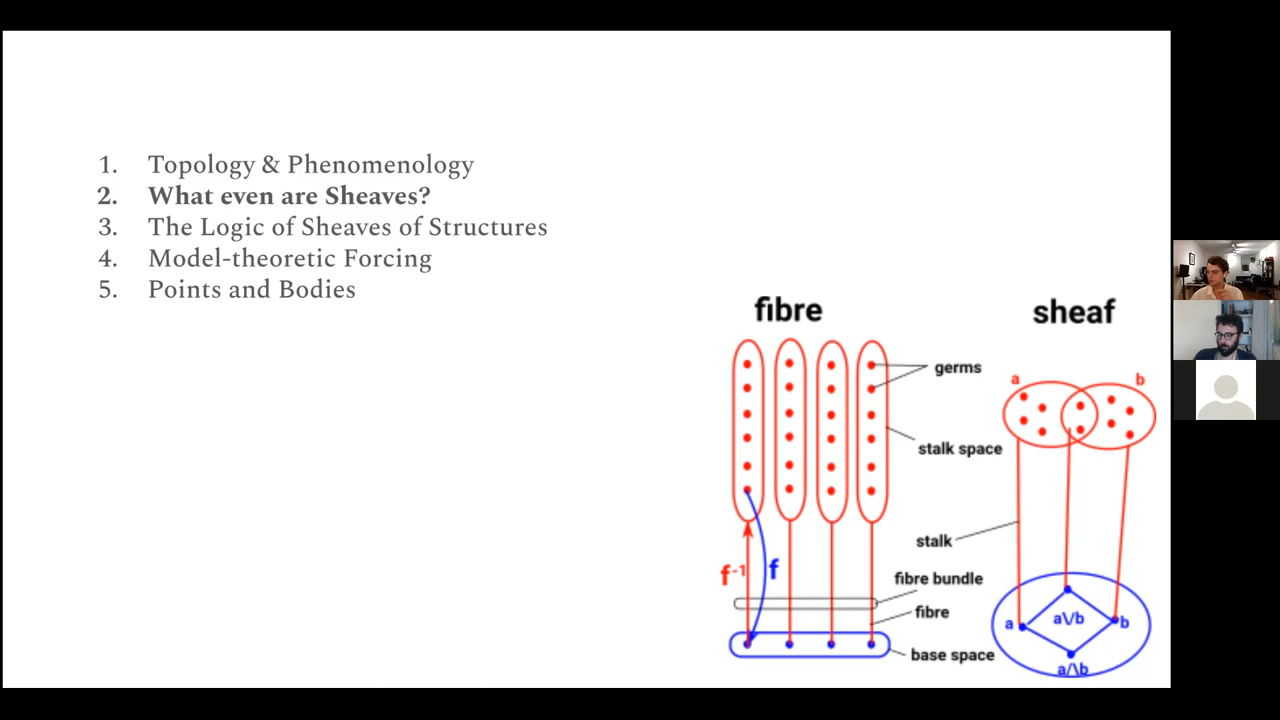 1. Topology & Phenomenology
2. What even are Sheaves?
3. The Logic of Sheaves of Structures
4. Model-theoretic Forcing
5. Points and Bodies
fibre
sheaf
germs
a
b
stalk space
stalk
f-1
f
fibre bundle
fibre
base space
a
a\/b
b
a/\b